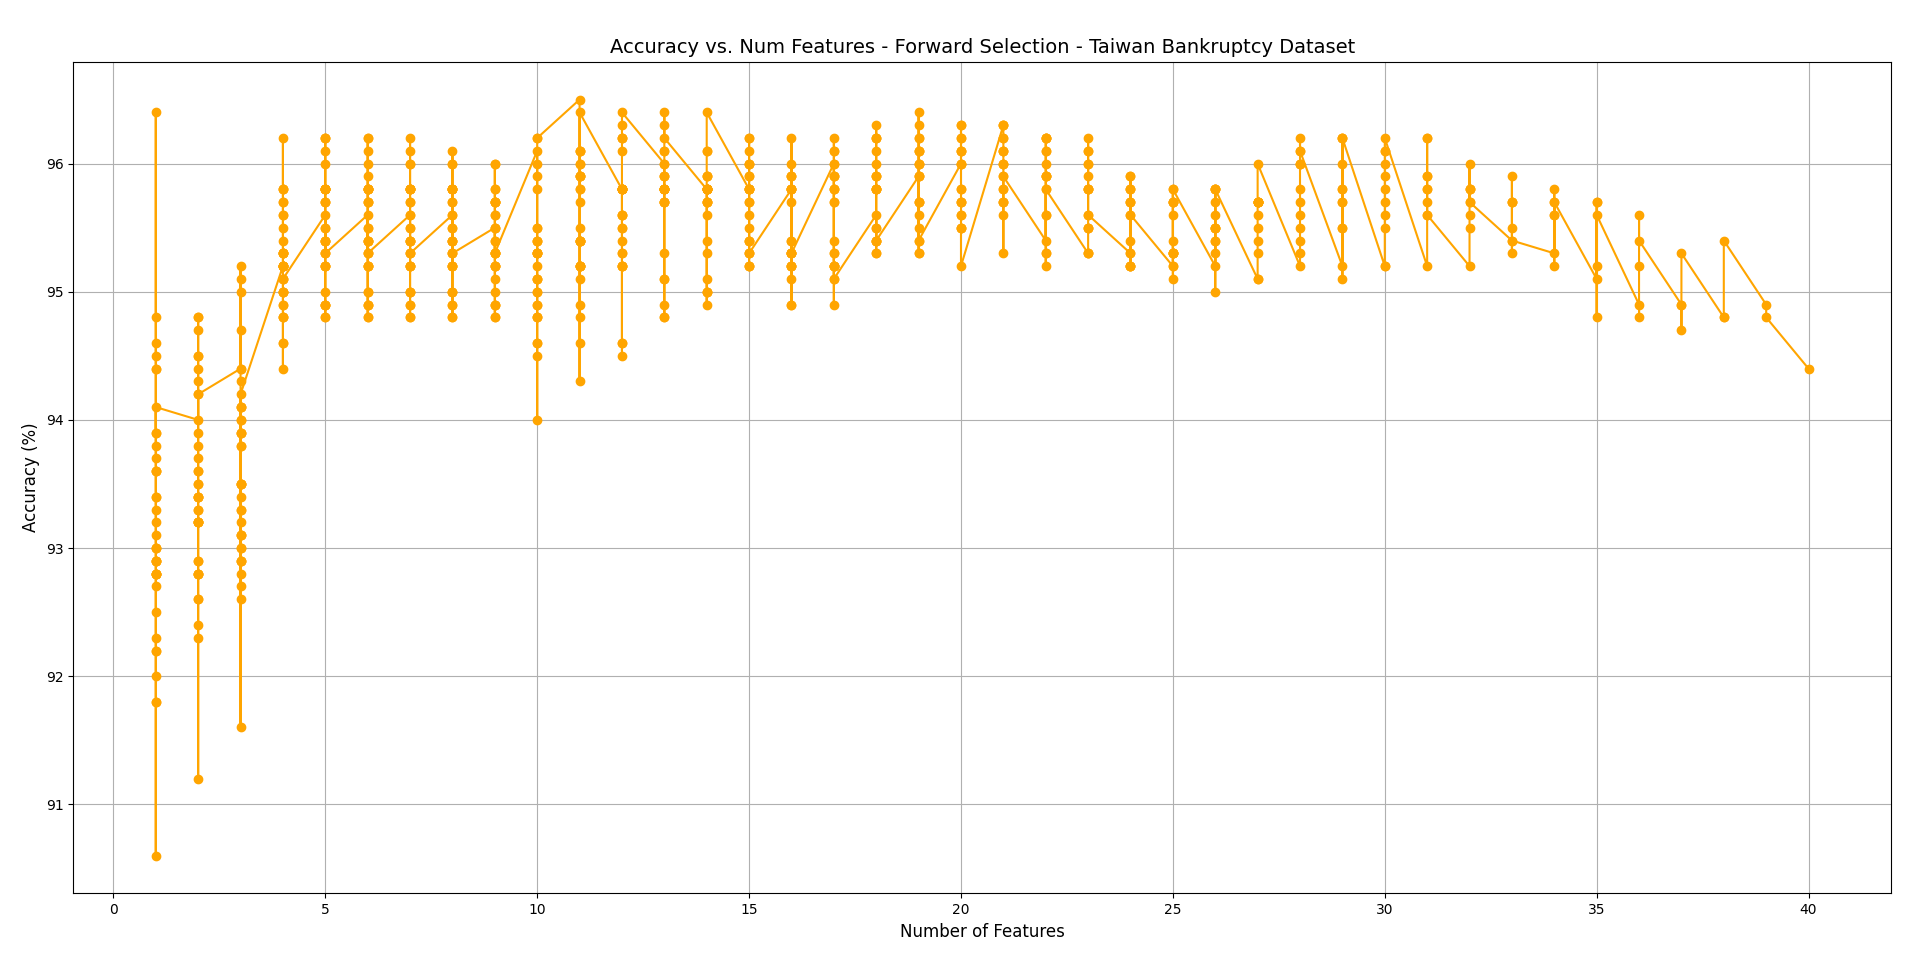 Accuracy vs. Num Features - Forward Selection - Taiwan Bankruptcy Dataset
Accuracy (%)
96
95
94
93
92
91
0 5 10 15 20 25 30 35 40
Number of Features